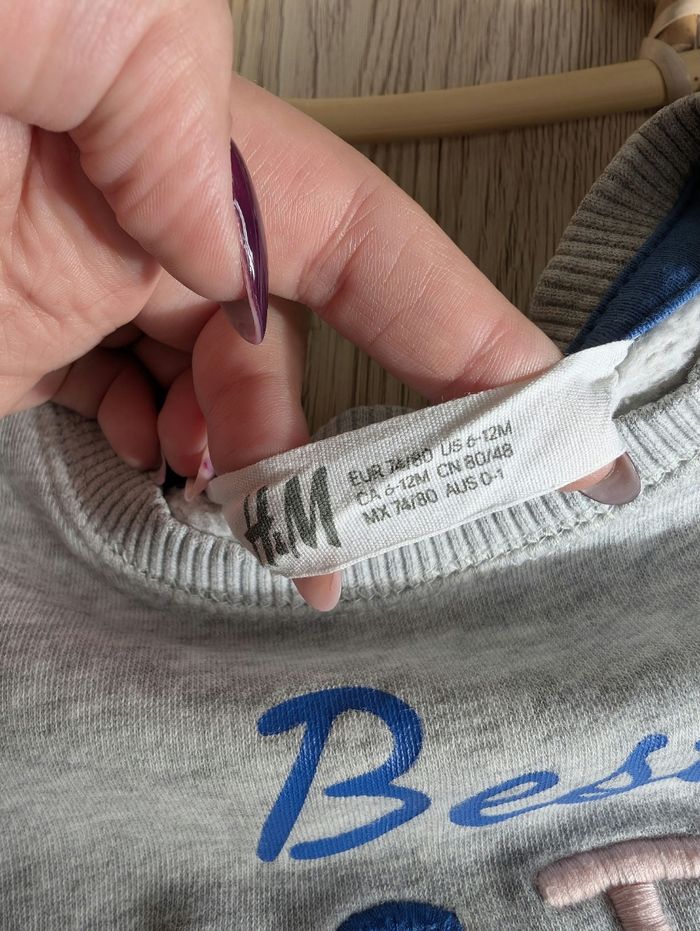 H&M
EUR 74/80 US 6-12M
CA 6-12M CN 80/48
MX 74/80 AUS 0-1
Bes
T